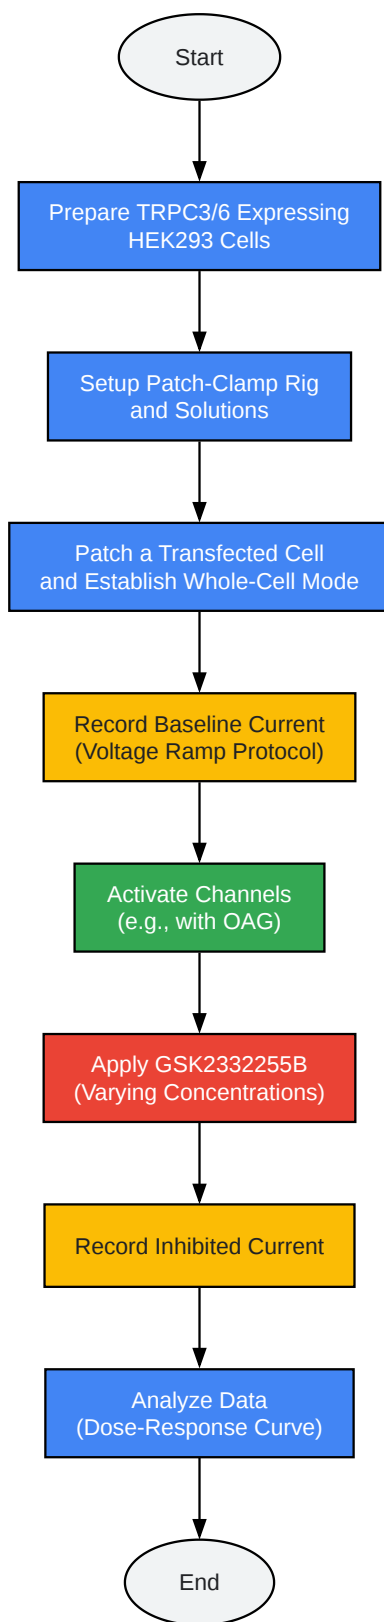 Start
Prepare TRPC3/6 Expressing
HEK293 Cells
Setup Patch-Clamp Rig
and Solutions
Patch a Transfected Cell
and Establish Whole-Cell Mode
Record Baseline Current
(Voltage Ramp Protocol)
Activate Channels
(e.g., with OAG)
Apply GSK2332255B
(Varying Concentrations)
Record Inhibited Current
Analyze Data
(Dose-Response Curve)
End